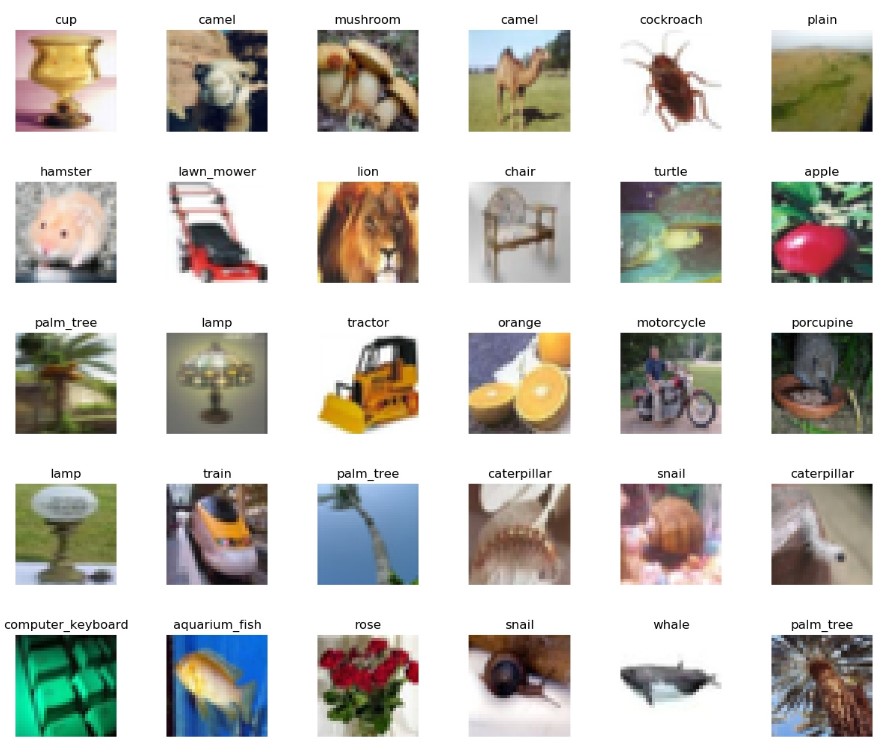 cup camel mushroom camel cockroach plain
hamster lawn_mower lion chair turtle apple
palm_tree lamp tractor orange motorcycle porcupine
lamp train palm_tree caterpillar snail caterpillar
computer_keyboard aquarium_fish rose snail whale palm_tree